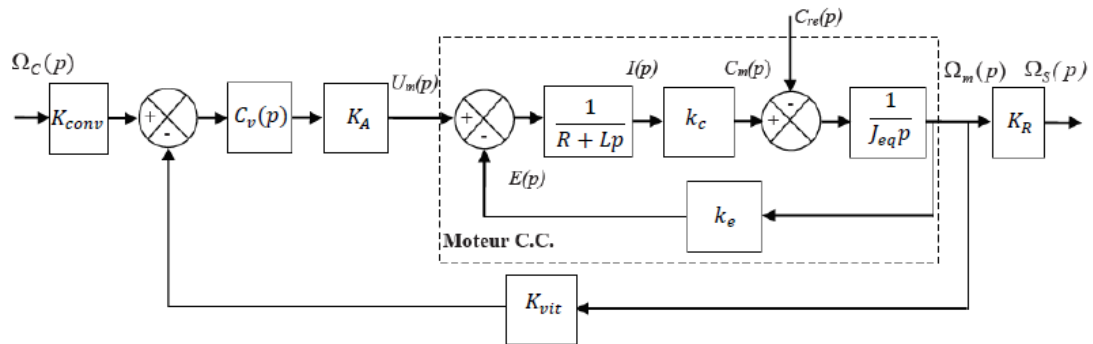 C_re(p)
Ω_C(p)
K_conv
+
-
C_v(p)
K_A
U_m(p)
+
-
1
R + Lp
I(p)
k_c
C_m(p)
-
+
1
J_eq p
Ω_m(p)
Ω_S(p)
K_R
E(p)
k_e
Moteur C.C.
K_vit